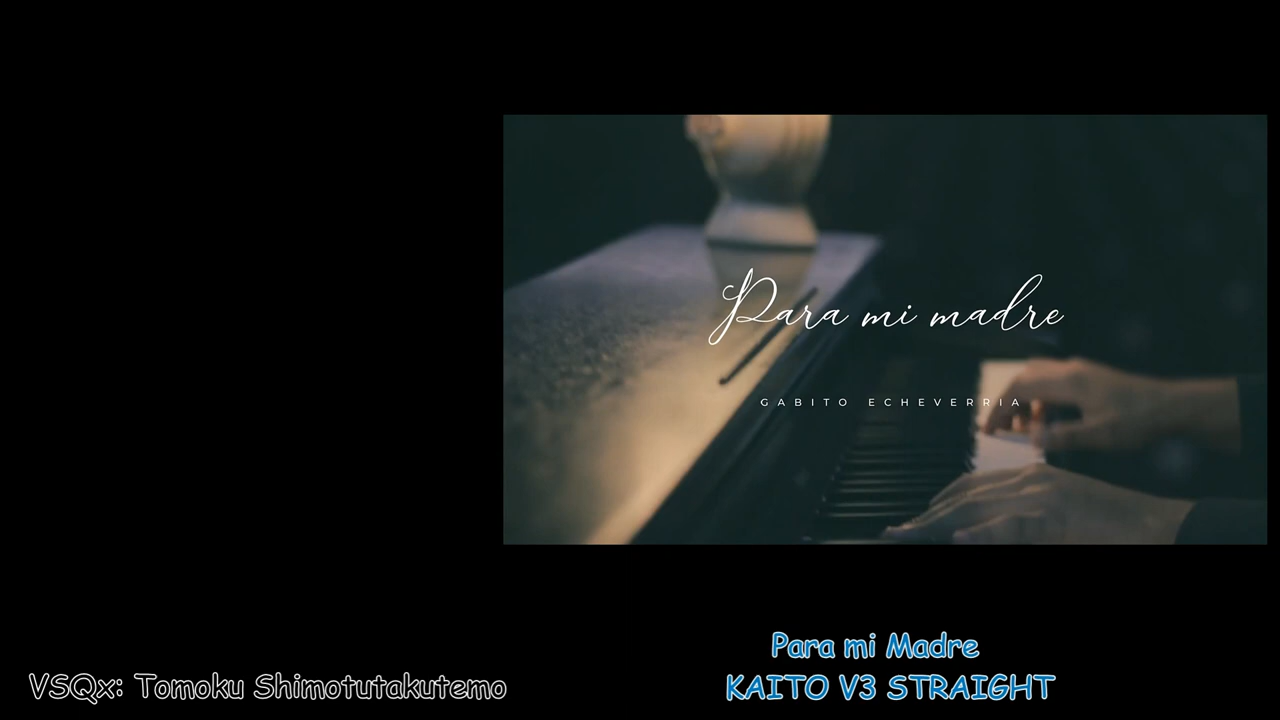 Para mi madre
GABITO ECHEVERRIA
Para mi Madre
VSQx: Tomoku Shimotutakutemo
KAITO V3 STRAIGHT